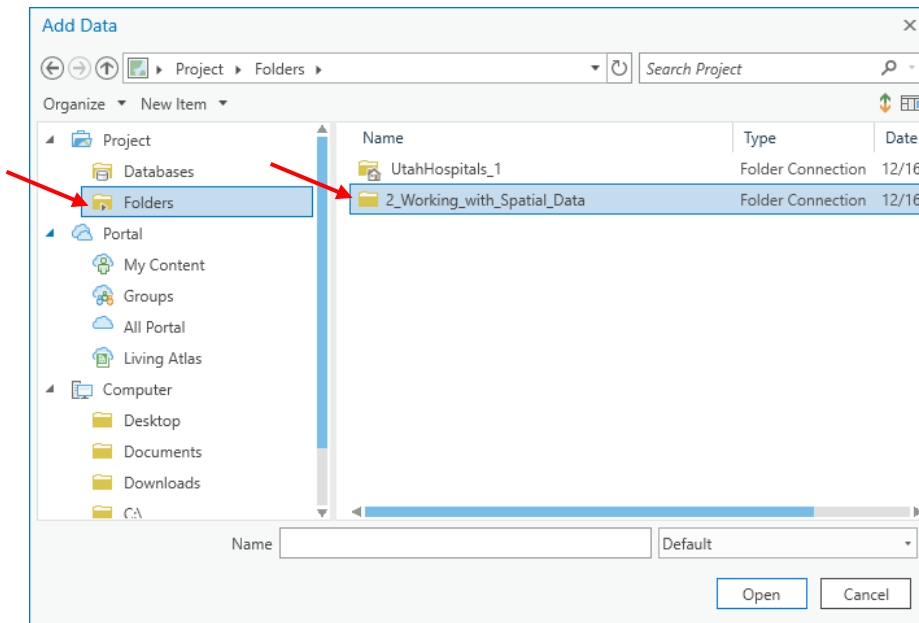 Add Data
Project Folders
Search Project
Organize New Item
Project
Databases
Folders
Portal
My Content
Groups
All Portal
Living Atlas
Computer
Desktop
Documents
Downloads
C:\
Name Type Date
UtahHospitals_1 Folder Connection 12/16
2_Working_with_Spatial_Data Folder Connection 12/16
Name Default
Open Cancel